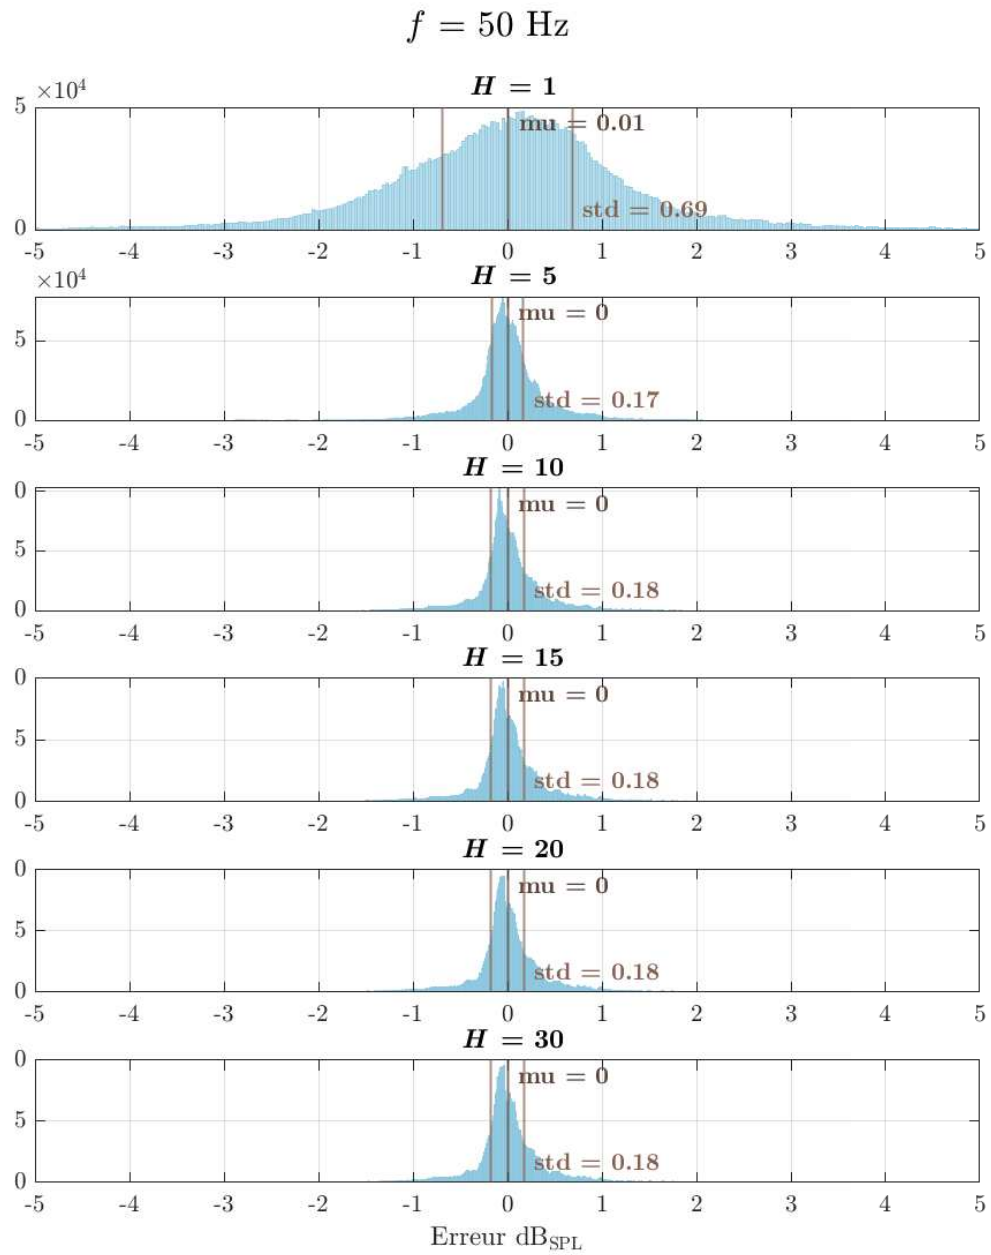 f = 50 Hz
H = 1
×10⁴
5
mu = 0.01
std = 0.69
0
-5 -4 -3 -2 -1 0 1 2 3 4 5
H = 5
×10⁴
5
mu = 0
std = 0.17
0
-5 -4 -3 -2 -1 0 1 2 3 4 5
H = 10
0
mu = 0
5
std = 0.18
0
-5 -4 -3 -2 -1 0 1 2 3 4 5
H = 15
0
mu = 0
5
std = 0.18
0
-5 -4 -3 -2 -1 0 1 2 3 4 5
H = 20
0
mu = 0
5
std = 0.18
0
-5 -4 -3 -2 -1 0 1 2 3 4 5
H = 30
0
mu = 0
5
std = 0.18
0
-5 -4 -3 -2 -1 0 1 2 3 4 5
Erreur dB_SPL